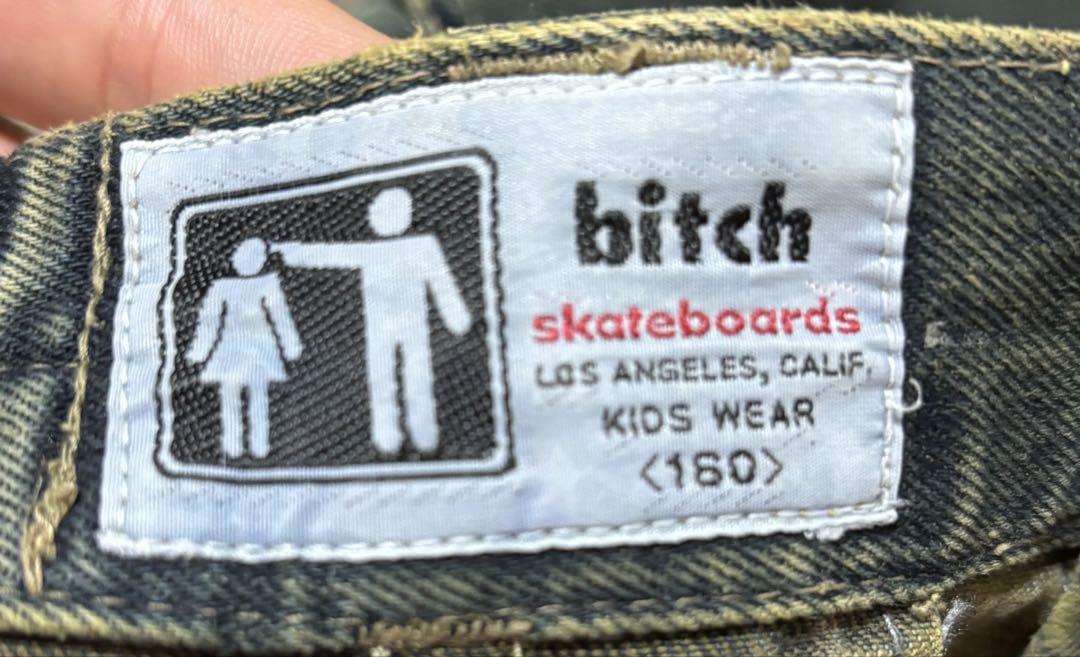 bitch
skateboards
LOS ANGELES, CALIF.
KIDS WEAR
<160>